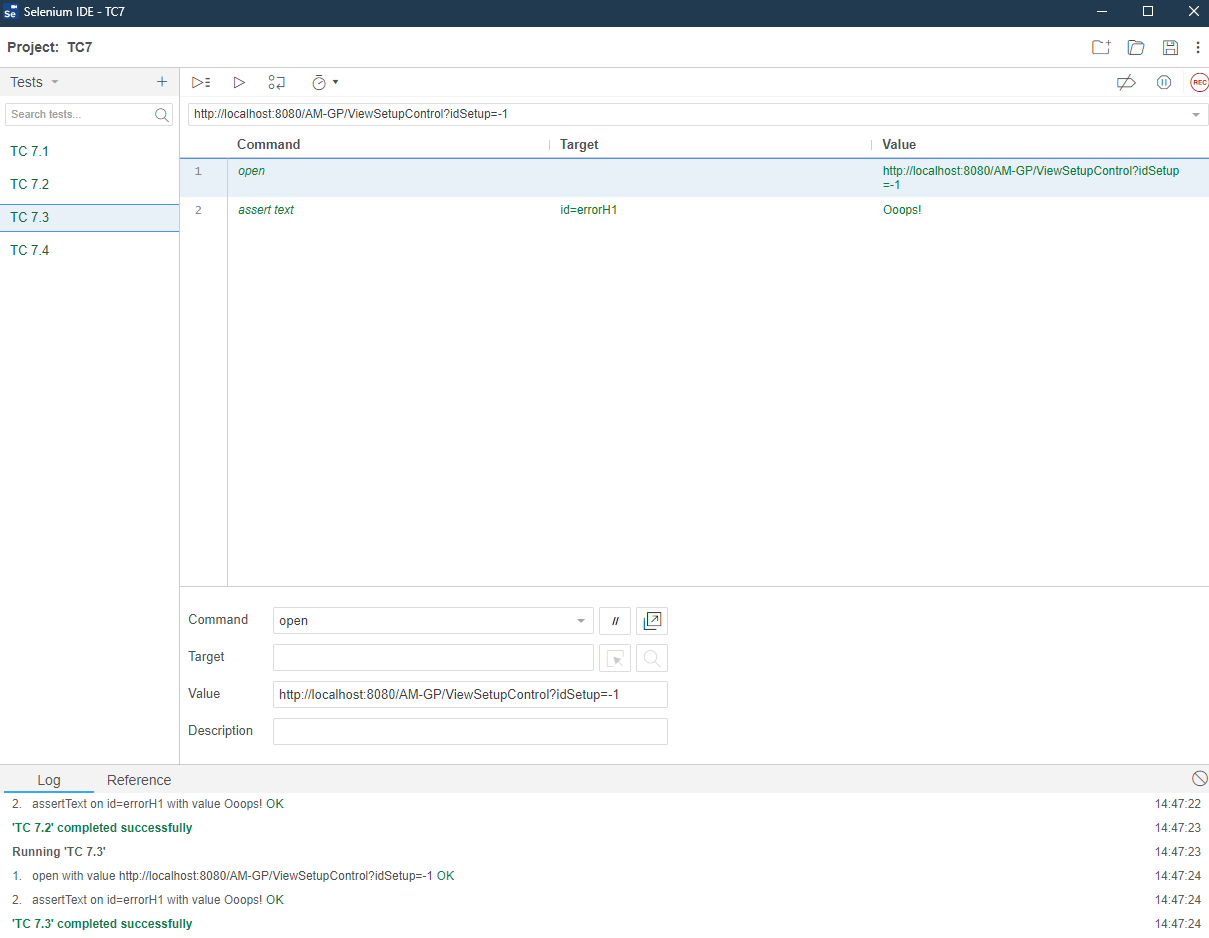 Se Selenium IDE - TC7
Project: TC7
Tests
Search tests...
TC 7.1
TC 7.2
TC 7.3
TC 7.4
REC
http://localhost:8080/AM-GP/ViewSetupControl?idSetup=-1
Command Target Value
1 open http://localhost:8080/AM-GP/ViewSetupControl?idSetup
=-1
2 assert text id=errorH1 Ooops!
Command open //
Target
Value http://localhost:8080/AM-GP/ViewSetupControl?idSetup=-1
Description
Log Reference
2. assertText on id=errorH1 with value Ooops! OK 14:47:22
'TC 7.2' completed successfully 14:47:23
Running 'TC 7.3' 14:47:23
1. open with value http://localhost:8080/AM-GP/ViewSetupControl?idSetup=-1 OK 14:47:24
2. assertText on id=errorH1 with value Ooops! OK 14:47:24
'TC 7.3' completed successfully 14:47:24